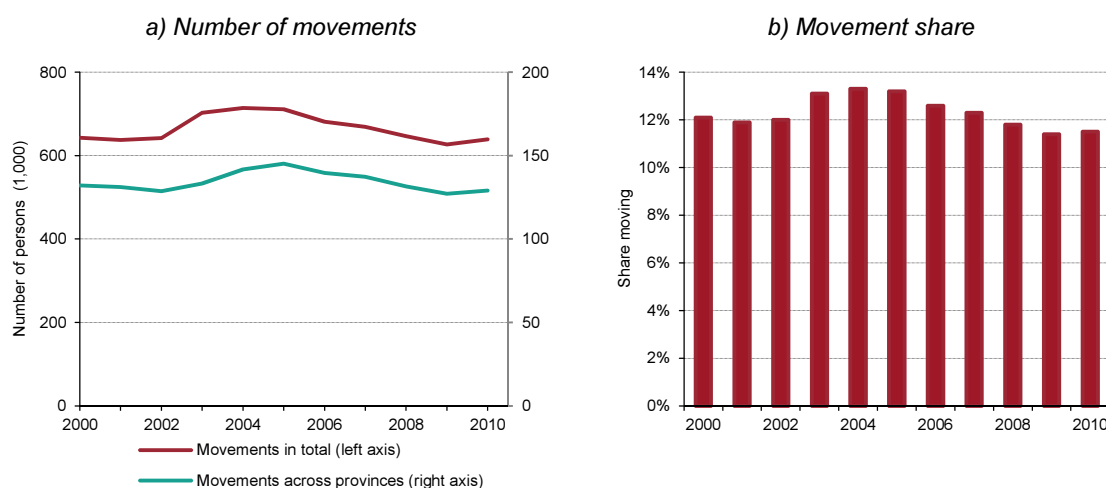 a) Number of movements
800
600
400
200
0
Number of persons (1,000)
200
150
100
50
0
2000 2002 2004 2006 2008 2010
Movements in total (left axis)
Movements across provinces (right axis)
b) Movement share
14%
12%
10%
8%
6%
4%
2%
0%
Share moving
2000 2002 2004 2006 2008 2010